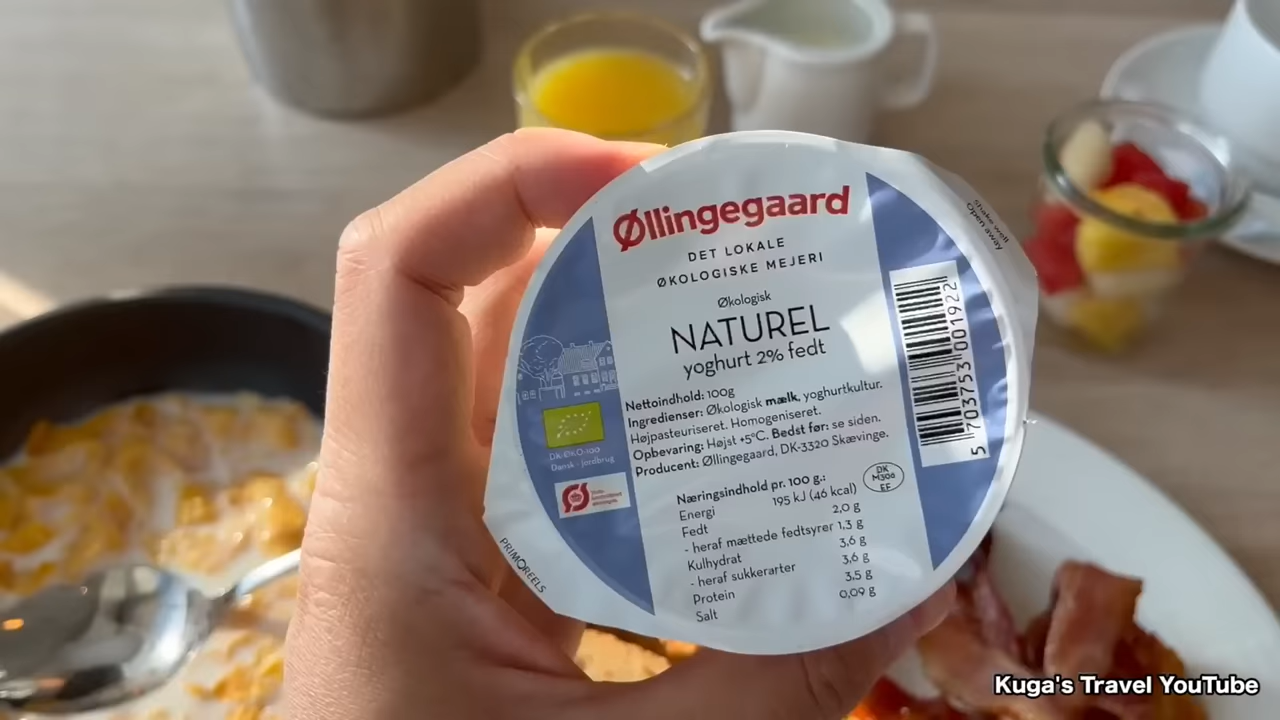 Øllingegaard
DET LOKALE
ØKOLOGISKE MEJERI
Økologisk
NATUREL
yoghurt 2% fedt
Nettoindhold: 100g
Ingredienser: Økologisk mælk, yoghurtkultur.
Højpasteuriseret. Homogeniseret.
Opbevaring: Højst +5°C. Bedst før: se siden.
Producent: Øllingegaard, DK-3320 Skævinge.
Næringsindhold pr. 100 g.:
Energi 195 kJ (46 kcal)
Fedt 2,0 g
- heraf mættede fedtsyrer 1,3 g
Kulhydrat 3,6 g
- heraf sukkerarter 3,6 g
Protein 3,5 g
Salt 0,09 g
DK
M306
EF
DK-ØKO-100
Dansk - Jordbrug
Ø
PRIMOREELS
Shake well
Open away
5 703753 001922
Kuga's Travel YouTube